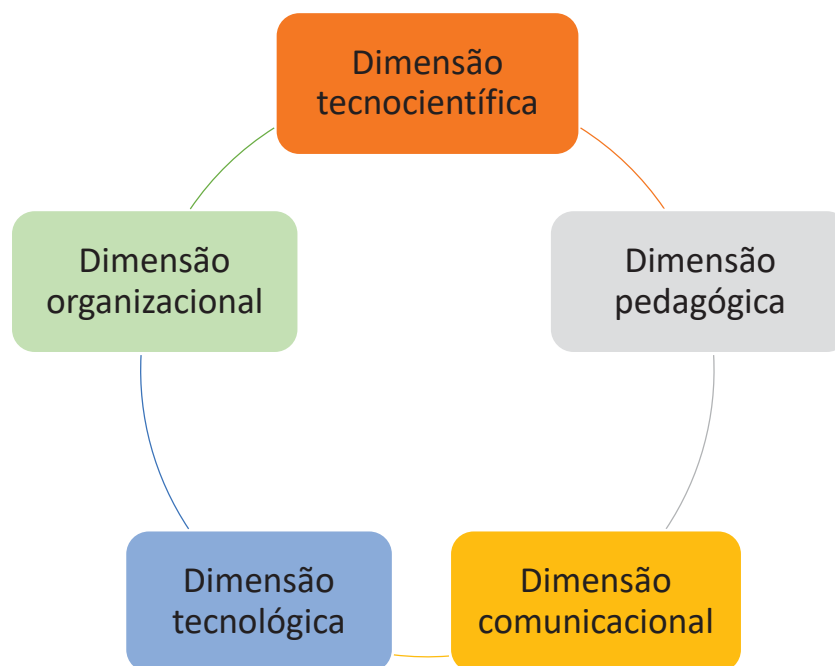 Dimensão
tecnocientífica
Dimensão
organizacional
Dimensão
pedagógica
Dimensão
tecnológica
Dimensão
comunicacional